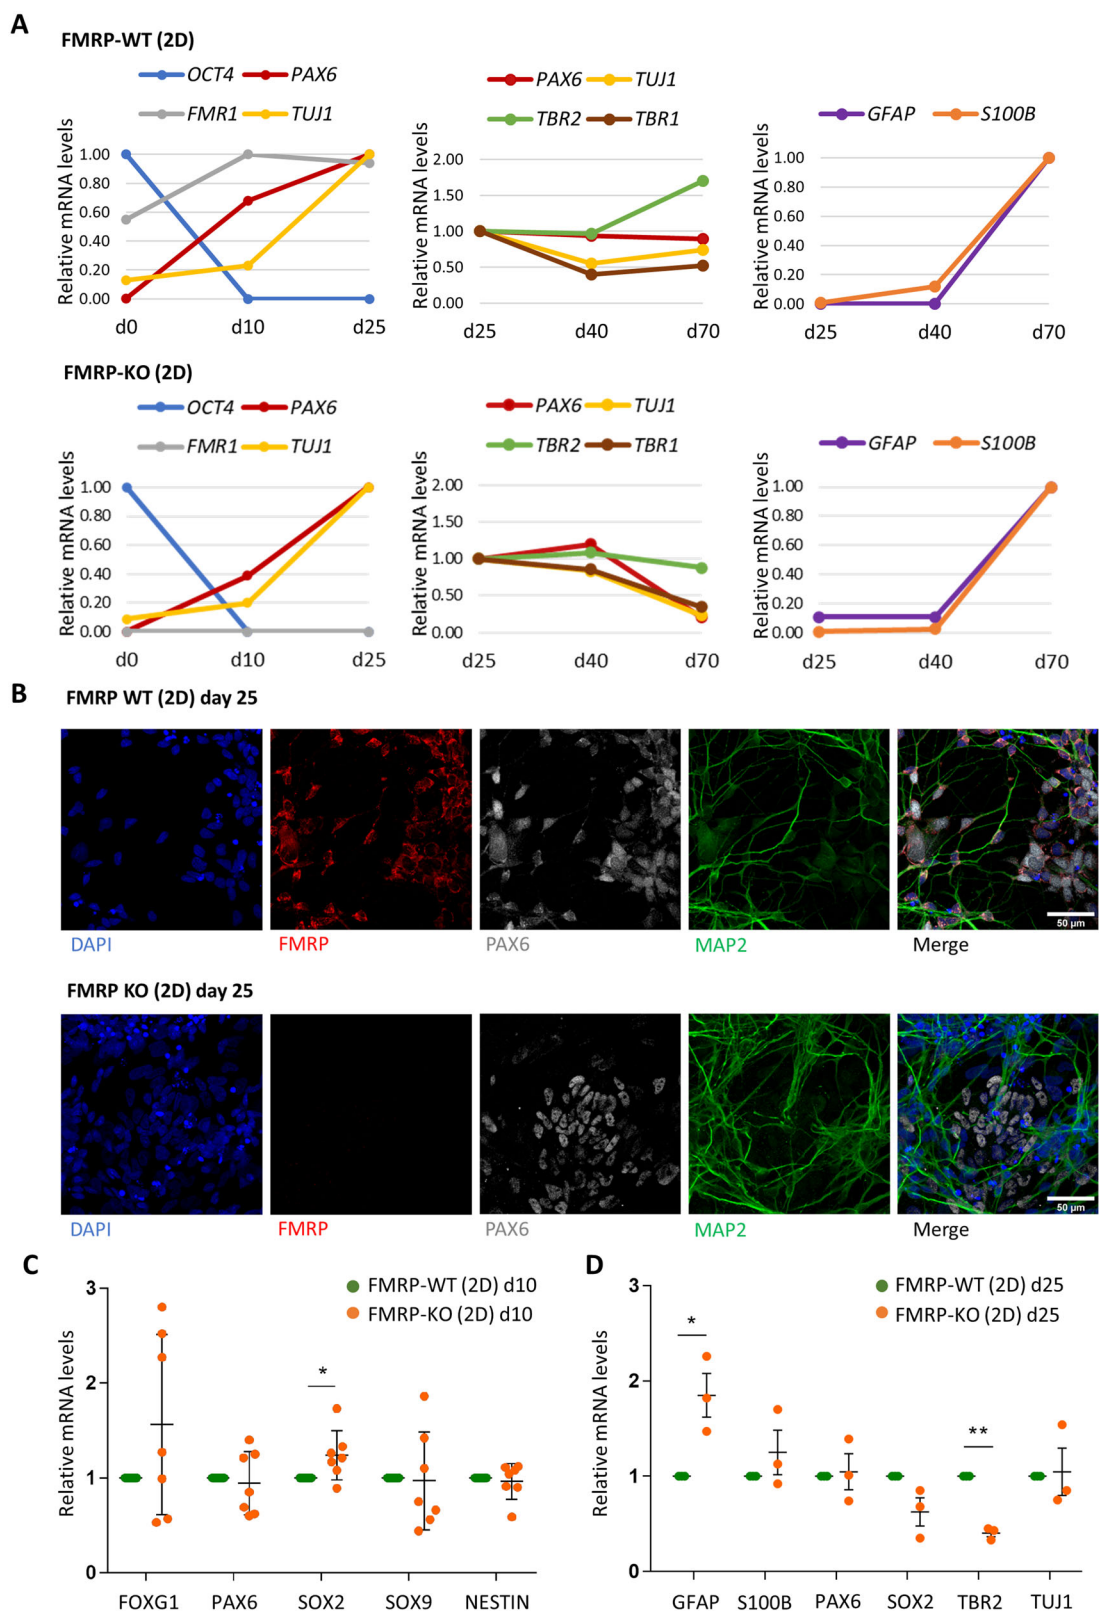 A
FMRP-WT (2D)
OCT4 PAX6
FMR1 TUJ1
Relative mRNA levels
1.00
0.80
0.60
0.40
0.20
0.00
d0 d10 d25
PAX6 TUJ1
TBR2 TBR1
Relative mRNA levels
2.00
1.50
1.00
0.50
0.00
d25 d40 d70
GFAP S100B
Relative mRNA levels
1.00
0.80
0.60
0.40
0.20
0.00
d25 d40 d70
FMRP-KO (2D)
OCT4 PAX6
FMR1 TUJ1
Relative mRNA levels
1.00
0.80
0.60
0.40
0.20
0.00
d0 d10 d25
PAX6 TUJ1
TBR2 TBR1
Relative mRNA levels
2.00
1.50
1.00
0.50
0.00
d25 d40 d70
GFAP S100B
Relative mRNA levels
1.00
0.80
0.60
0.40
0.20
0.00
d25 d40 d70
B
FMRP WT (2D) day 25
50 µm
DAPI FMRP PAX6 MAP2 Merge
FMRP KO (2D) day 25
50 µm
DAPI FMRP PAX6 MAP2 Merge
C
FMRP-WT (2D) d10
FMRP-KO (2D) d10
Relative mRNA levels
3
2
1
0
*
FOXG1 PAX6 SOX2 SOX9 NESTIN
D
FMRP-WT (2D) d25
FMRP-KO (2D) d25
Relative mRNA levels
3
2
1
0
*
**
GFAP S100B PAX6 SOX2 TBR2 TUJ1